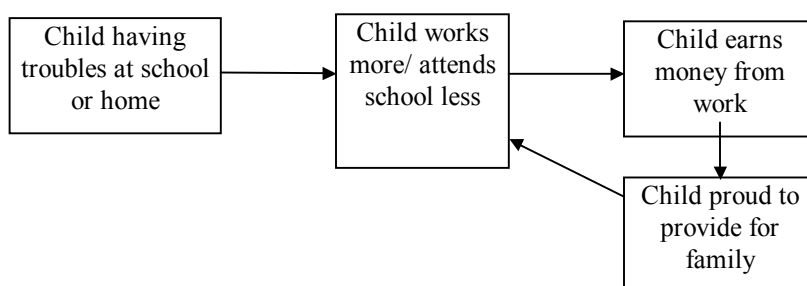 Child having
troubles at school
or home
Child works
more/ attends
school less
Child earns
money from
work
Child proud to
provide for
family